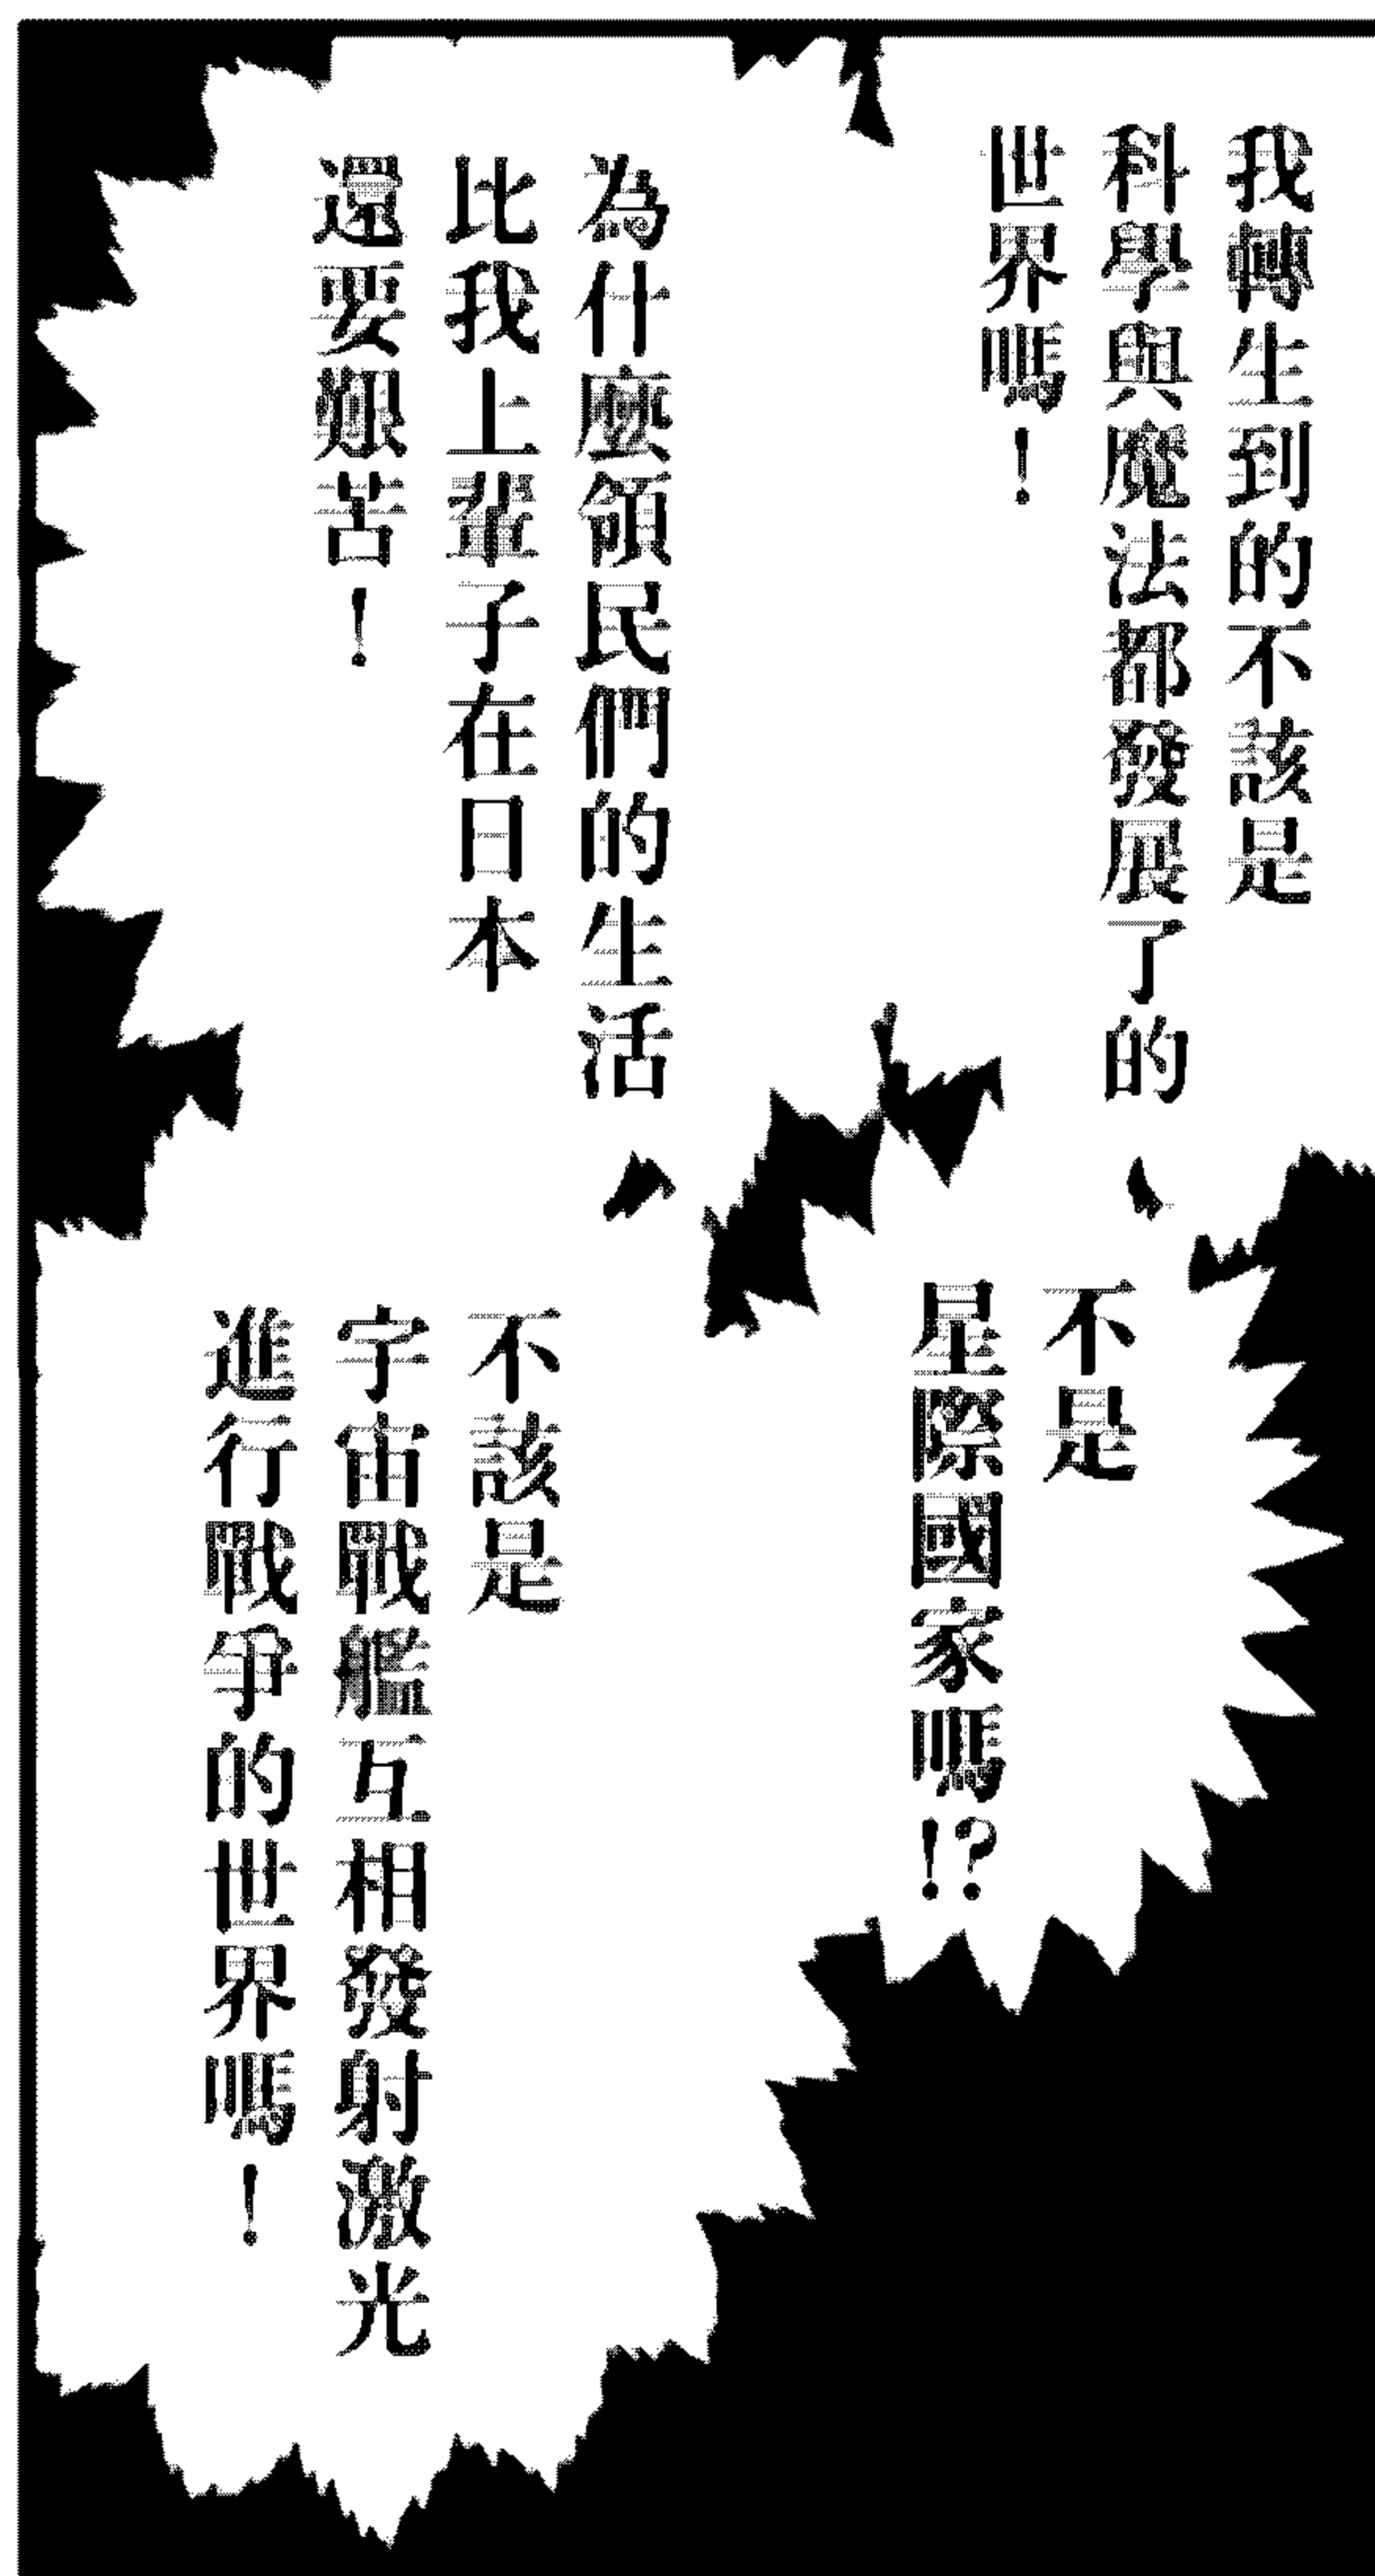 我轉生到的不該是
科學與魔法都發展了的
世界嗎！
不是
星際國家嗎!?
為什麼領民們的生活
比我上輩子在日本
還要艱苦！
不該是
宇宙戰艦互相發射激光
進行戰爭的世界嗎！